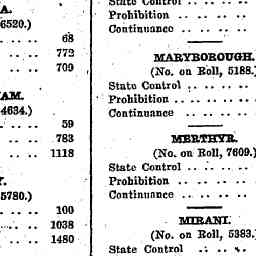 A.
6520.)
.. .. 68
.. .. 772
.. .. 709
AM.
4634.)
.. .. 59
.. .. 783
.. .. 1118
Y.
5780.)
.. .. 100
.. .. 1038
.. .. 1480
State Control .. .. ..
Prohibition .. .. .. ..
Continuance .. .. .. ..
MARYBOROUGH.
(No. on Roll, 5188.
State Control .. .. ..
Prohibition .. .. .. ..
Continuance .. .. .. ..
MERTHYR.
(No. on Roll, 7609.)
State Control .. .. ..
Prohibition .. .. .. ..
Continuance .. .. .. ..
MIRANI.
(No. on Roll, 5383.
State Control .. .. ..